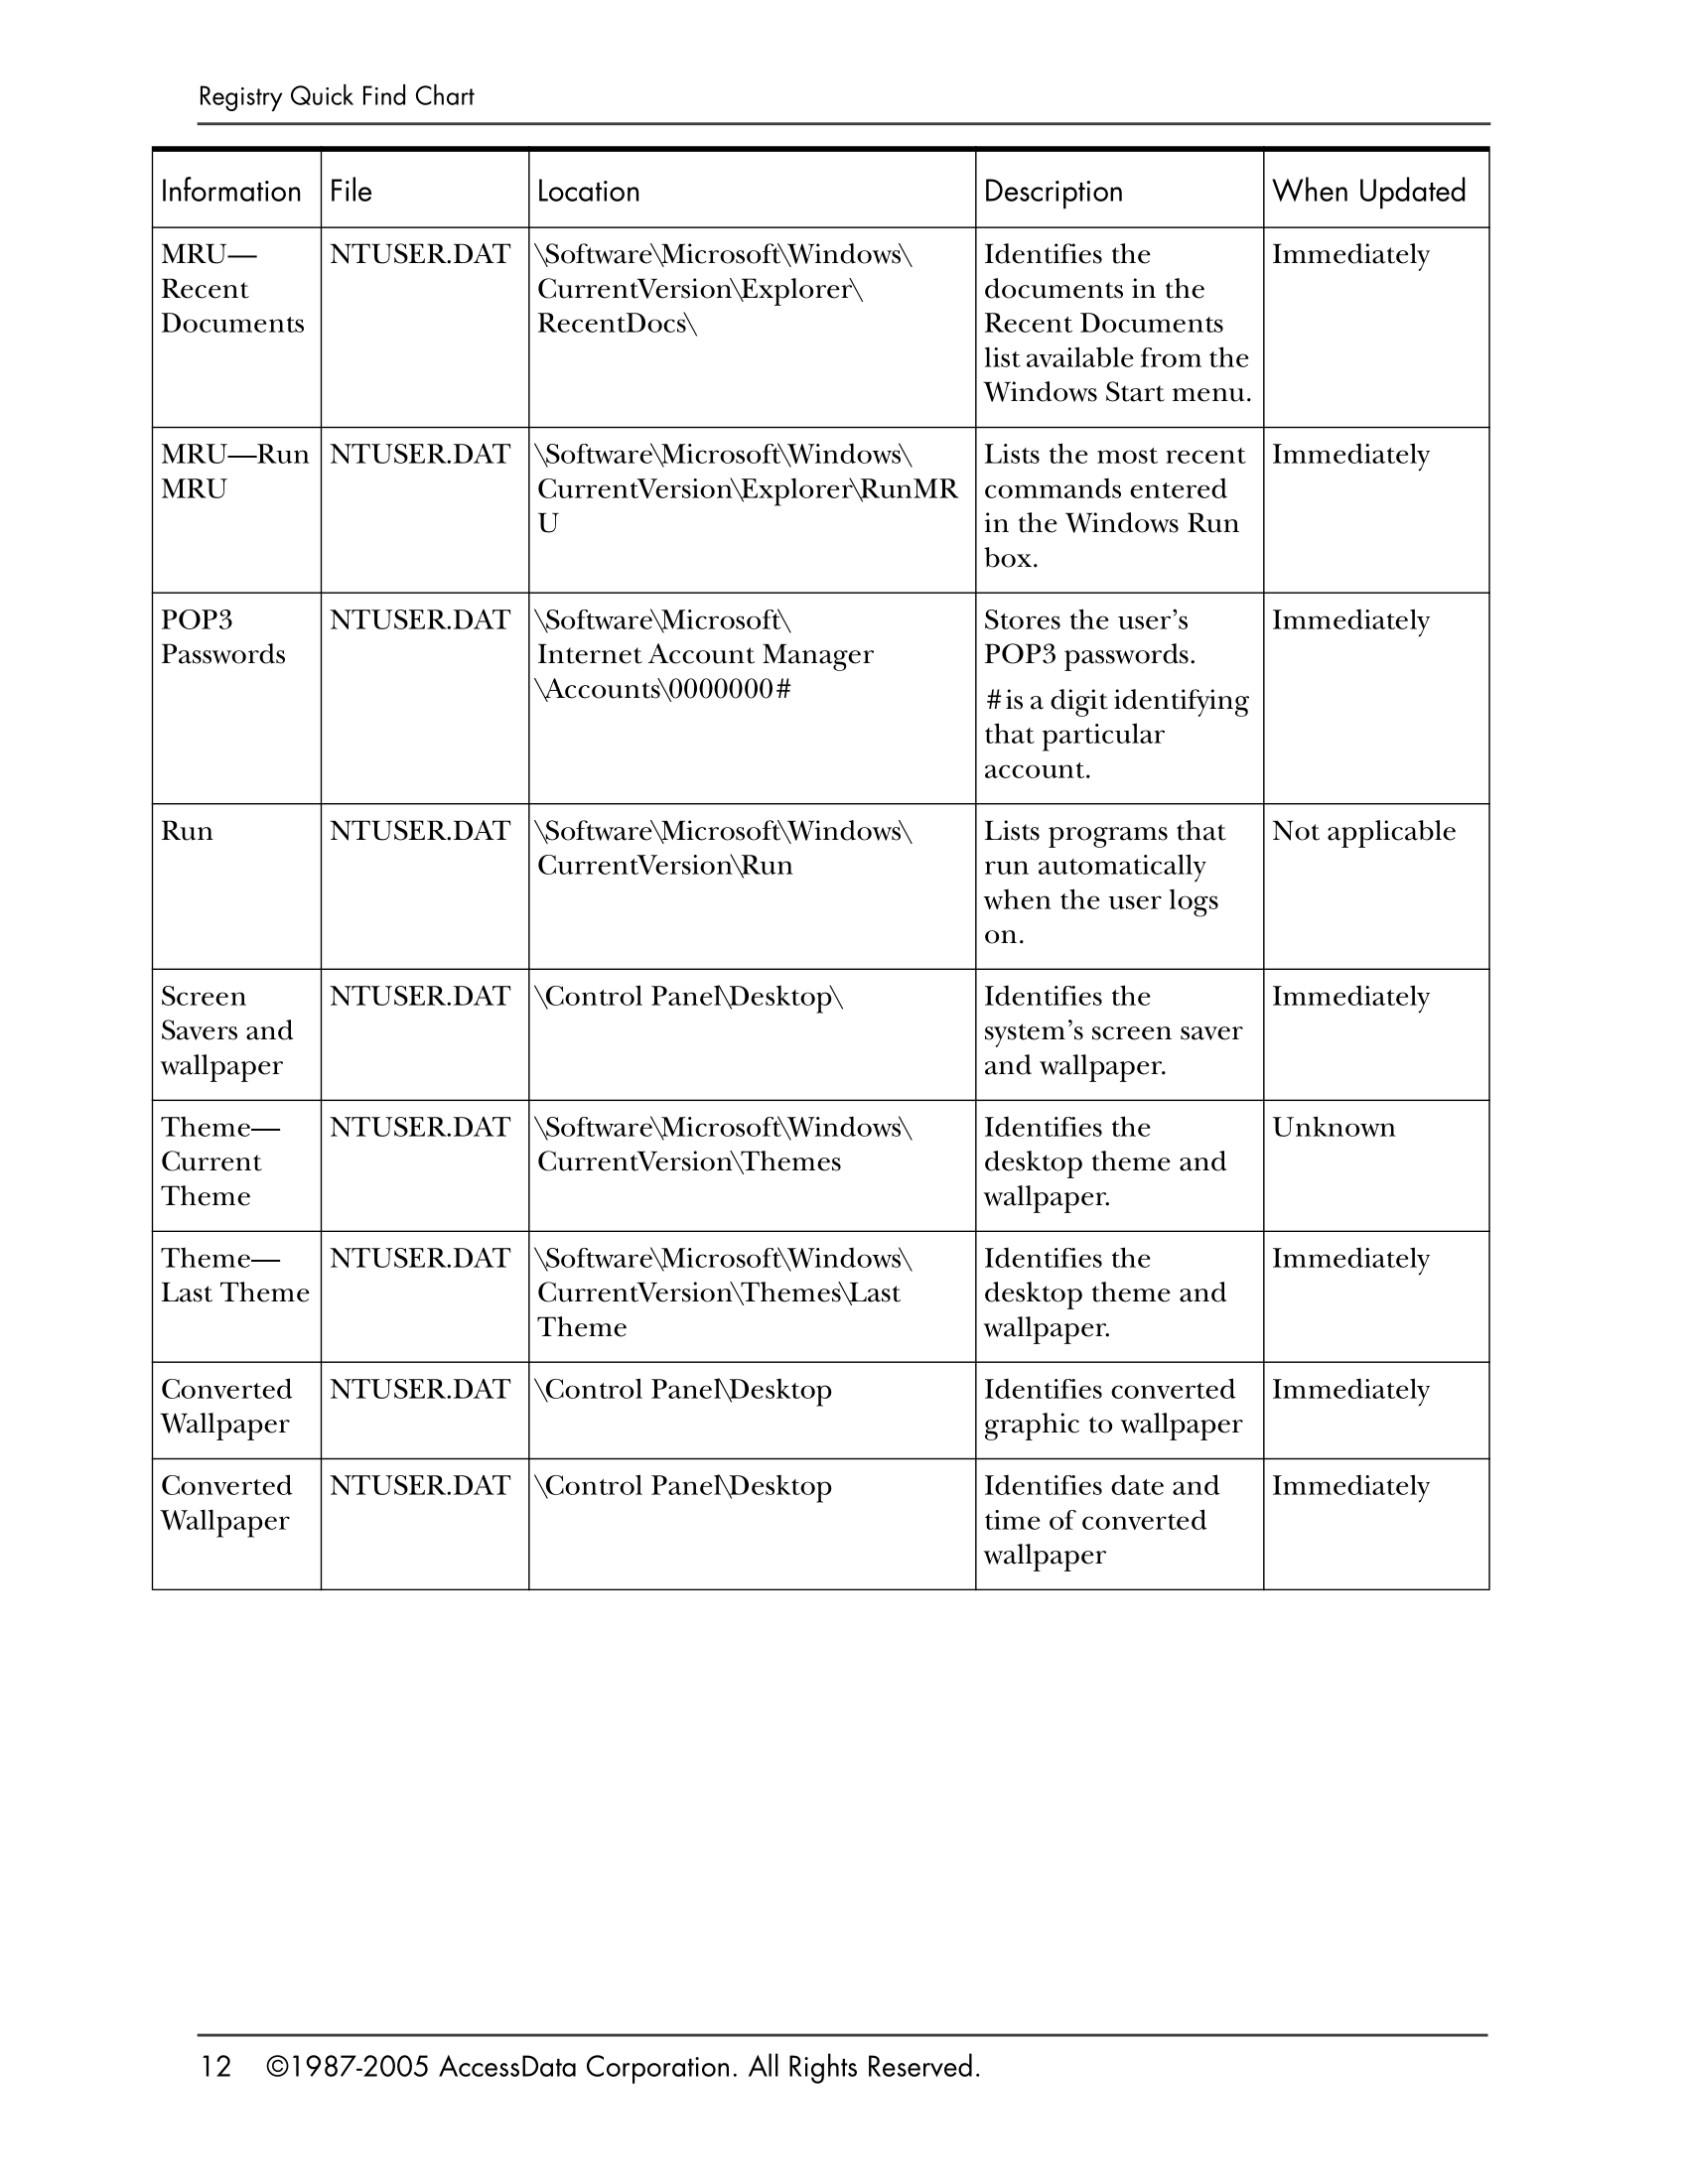 Registry Quick Find Chart
Information File Location Description When Updated
MRU— NTUSER.DAT \Software\Microsoft\Windows\ Identifies the Immediately
Recent CurrentVersion\Explorer\ documents in the
Documents RecentDocs\ Recent Documents
list available from the
Windows Start menu.
MRU—Run NTUSER.DAT \Software\Microsoft\Windows\ Lists the most recent Immediately
MRU CurrentVersion\Explorer\RunMR commands entered
U in the Windows Run
box.
POP3 NTUSER.DAT \Software\Microsoft\ Stores the user’s Immediately
Passwords Internet Account Manager POP3 passwords.
\Accounts\0000000#
# is a digit identifying
that particular
account.
Run NTUSER.DAT \Software\Microsoft\Windows\ Lists programs that Not applicable
CurrentVersion\Run run automatically
when the user logs
on.
Screen NTUSER.DAT \Control Panel\Desktop\ Identifies the Immediately
Savers and system’s screen saver
wallpaper and wallpaper.
Theme— NTUSER.DAT \Software\Microsoft\Windows\ Identifies the Unknown
Current CurrentVersion\Themes desktop theme and
Theme wallpaper.
Theme— NTUSER.DAT \Software\Microsoft\Windows\ Identifies the Immediately
Last Theme CurrentVersion\Themes\Last desktop theme and
Theme wallpaper.
Converted NTUSER.DAT \Control Panel\Desktop Identifies converted Immediately
Wallpaper graphic to wallpaper
Converted NTUSER.DAT \Control Panel\Desktop Identifies date and Immediately
Wallpaper time of converted
wallpaper
12 ©1987-2005 AccessData Corporation. All Rights Reserved.